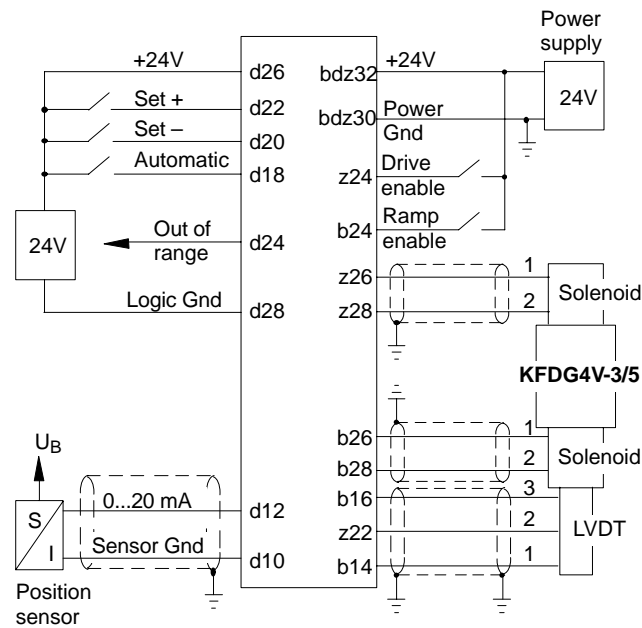 Power
supply
+24V d26 bdz32 +24V
24V
Set + d22
bdz30 Power
Gnd
Set – d20
Automatic d18
z24 Drive
enable
24V
Out of
range
d24
b24 Ramp
enable
z26 1
Solenoid
Logic Gnd d28 z28 2
KFDG4V-3/5
UB
b26 1
b28 2 Solenoid
b16 3
S
I
0...20 mA d12
z22 2 LVDT
Sensor Gnd d10
b14 1
Position
sensor